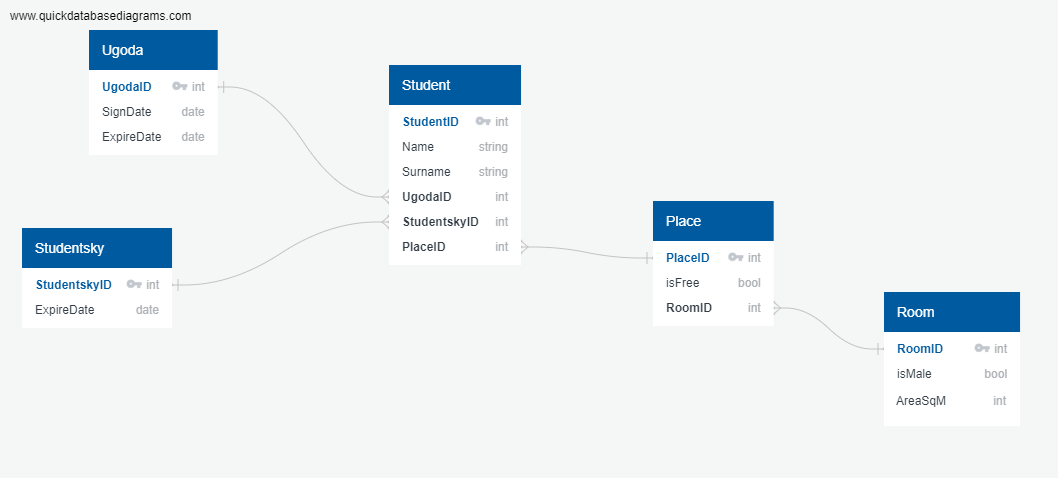 www.quickdatabasediagrams.com
Ugoda
UgodaID int
SignDate date
ExpireDate date
Student
StudentID int
Name string
Surname string
UgodaID int
StudentskyID int
PlaceID int
Studentsky
StudentskyID int
ExpireDate date
Place
PlaceID int
isFree bool
RoomID int
Room
RoomID int
isMale bool
AreaSqM int